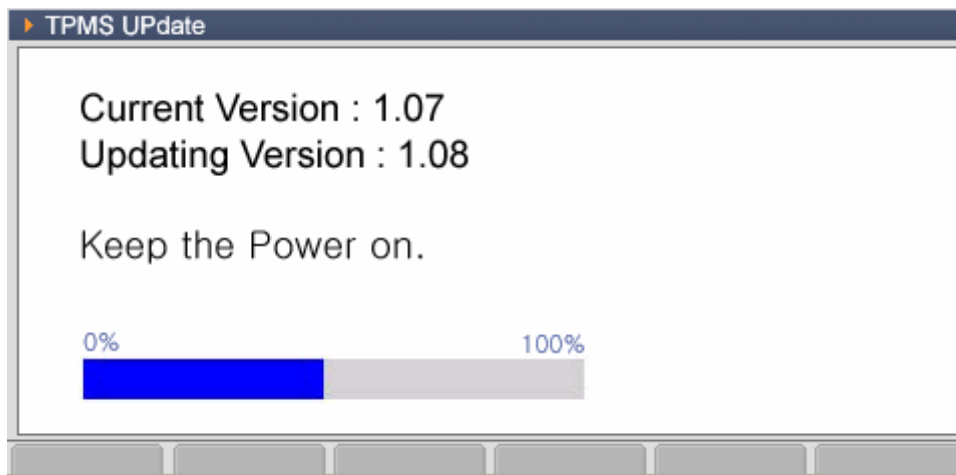 TPMS UPdate
Current Version : 1.07
Updating Version : 1.08
Keep the Power on.
0% 100%